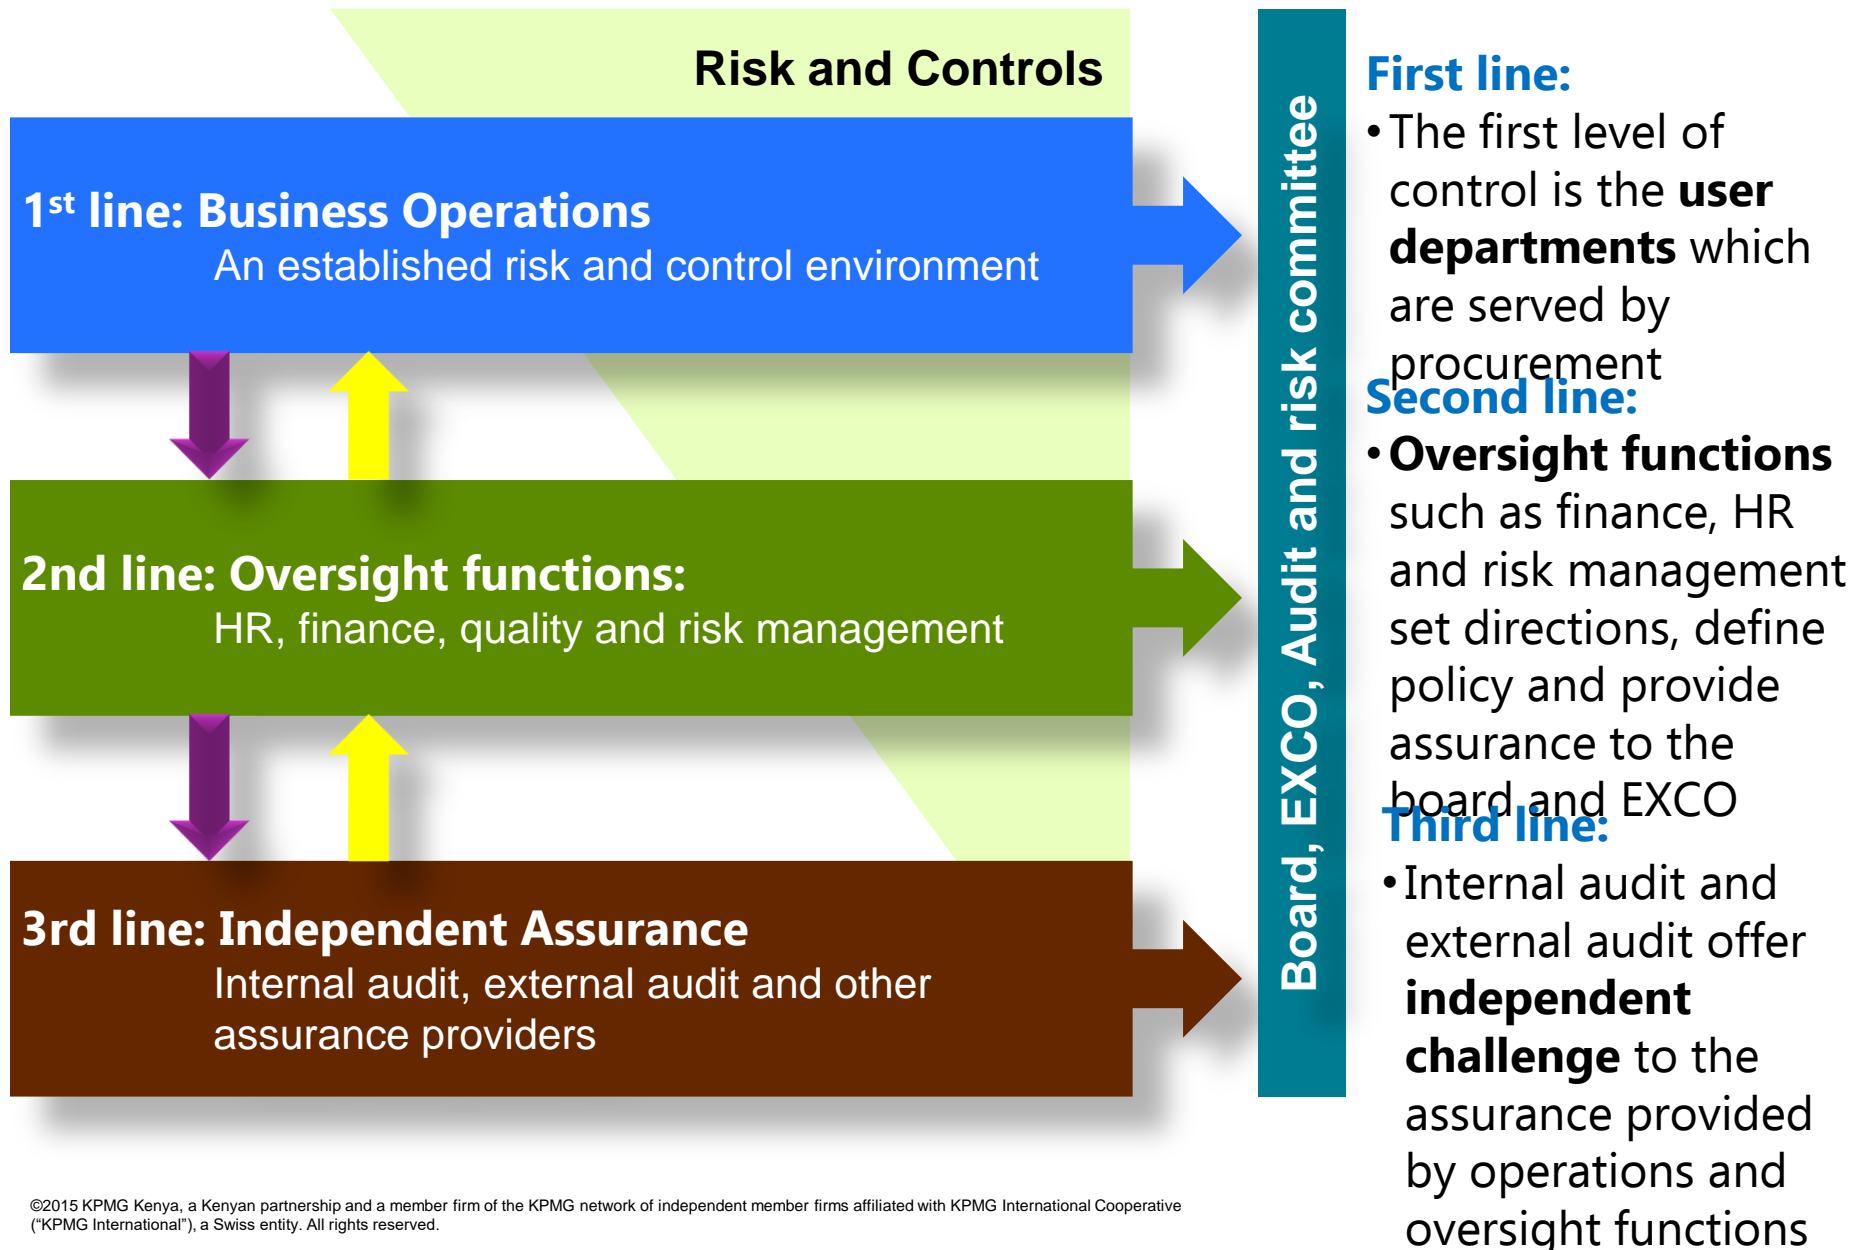 Risk and Controls
1st line: Business Operations
An established risk and control environment
2nd line: Oversight functions:
HR, finance, quality and risk management
3rd line: Independent Assurance
Internal audit, external audit and other
assurance providers
Board, EXCO, Audit and risk committee
First line:
• The first level of
control is the user
departments which
are served by
procurement
Second line:
• Oversight functions
such as finance, HR
and risk management
set directions, define
policy and provide
assurance to the
board and EXCO
Third line:
• Internal audit and
external audit offer
independent
challenge to the
assurance provided
by operations and
oversight functions
©2015 KPMG Kenya, a Kenyan partnership and a member firm of the KPMG network of independent member firms affiliated with KPMG International Cooperative
(“KPMG International”), a Swiss entity. All rights reserved.